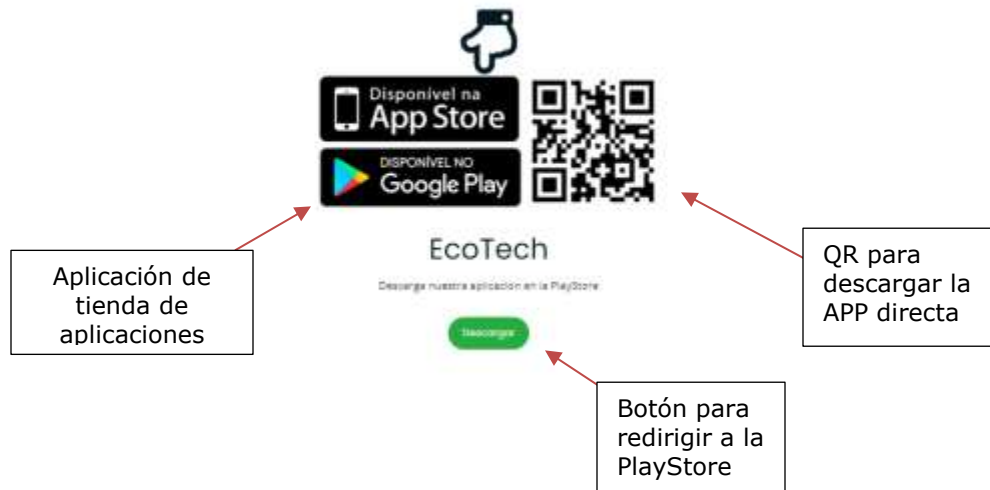 Disponível na
App Store
DISPONÍVEL NO
Google Play
EcoTech
Descarga nuestra aplicación en la PlayStore
Descargar
Aplicación de
tienda de
aplicaciones
QR para
descargar la
APP directa
Botón para
redirigir a la
PlayStore